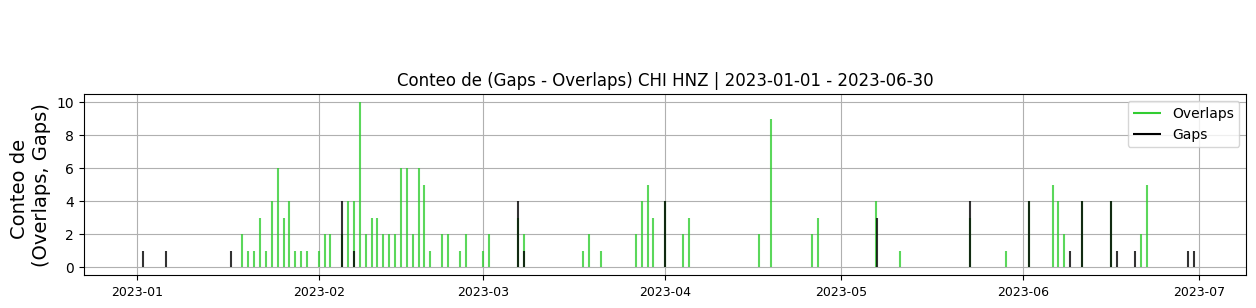 Conteo de (Gaps - Overlaps) CHI HNZ | 2023-01-01 - 2023-06-30
Conteo de
(Overlaps, Gaps)
10
8
6
4
2
0
Overlaps
Gaps
2023-01
2023-02
2023-03
2023-04
2023-05
2023-06
2023-07